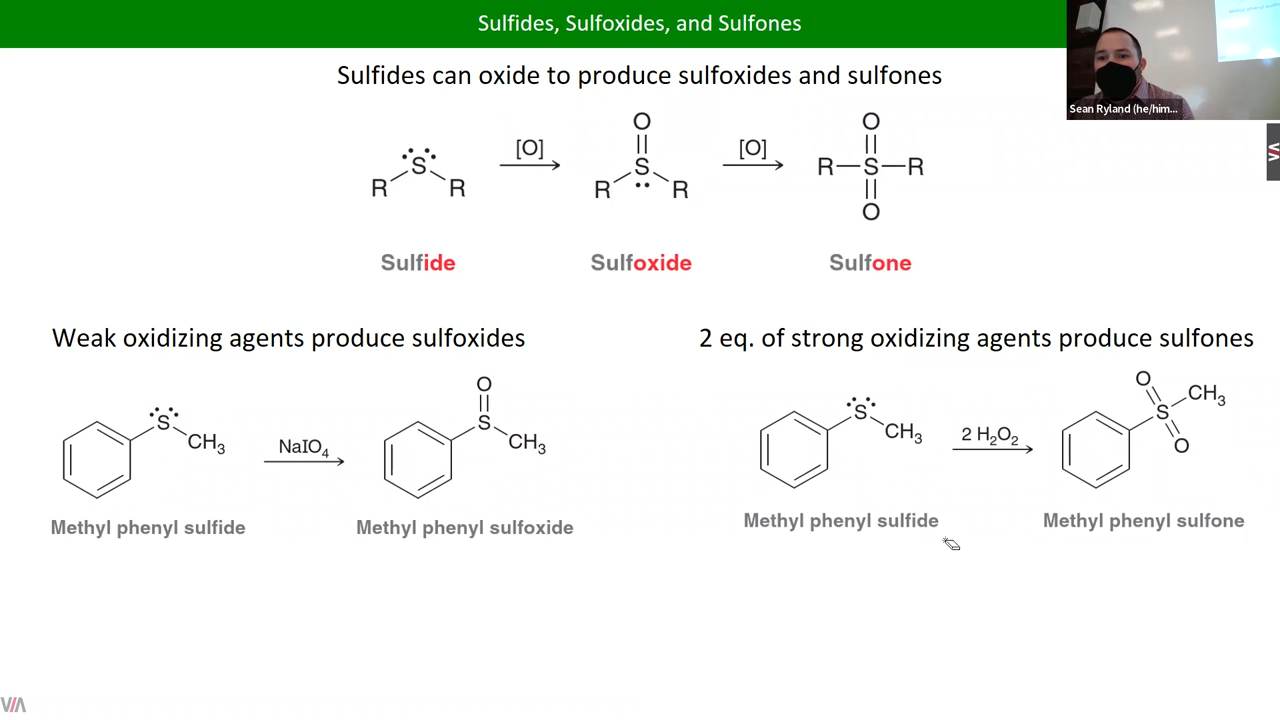 Sulfides, Sulfoxides, and Sulfones
Sean Ryland (he/him...
Sulfides can oxide to produce sulfoxides and sulfones
S
R R
[O]
O
S
R R
[O]
O
R—S—R
O
Sulfide
Sulfoxide
Sulfone
Weak oxidizing agents produce sulfoxides
S
CH₃
NaIO₄
O
S
CH₃
Methyl phenyl sulfide
Methyl phenyl sulfoxide
2 eq. of strong oxidizing agents produce sulfones
S
CH₃
2 H₂O₂
O
S
CH₃
O
Methyl phenyl sulfide
Methyl phenyl sulfone
VIA